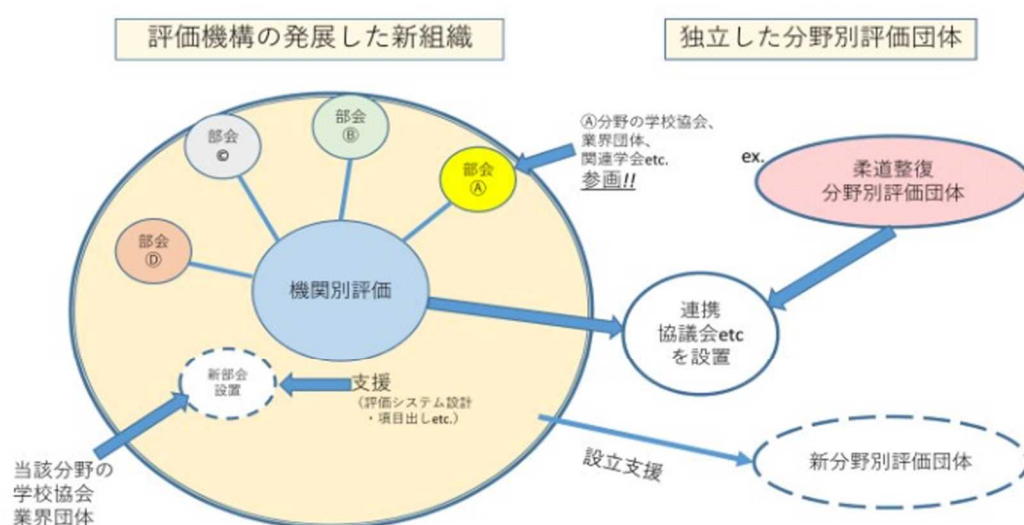 評価機構の発展した新組織
独立した分野別評価団体
部会
©
部会
Ⓑ
部会
Ⓐ
部会
Ⓓ
機関別評価
Ⓐ分野の学校協会、
業界団体、
関連学会etc.
参画!!
ex.
柔道整復
分野別評価団体
連携
協議会etc
を設置
新部会
設置
支援
（評価システム設計
・項目出しetc.）
当該分野の
学校協会
業界団体
設立支援
新分野別評価団体